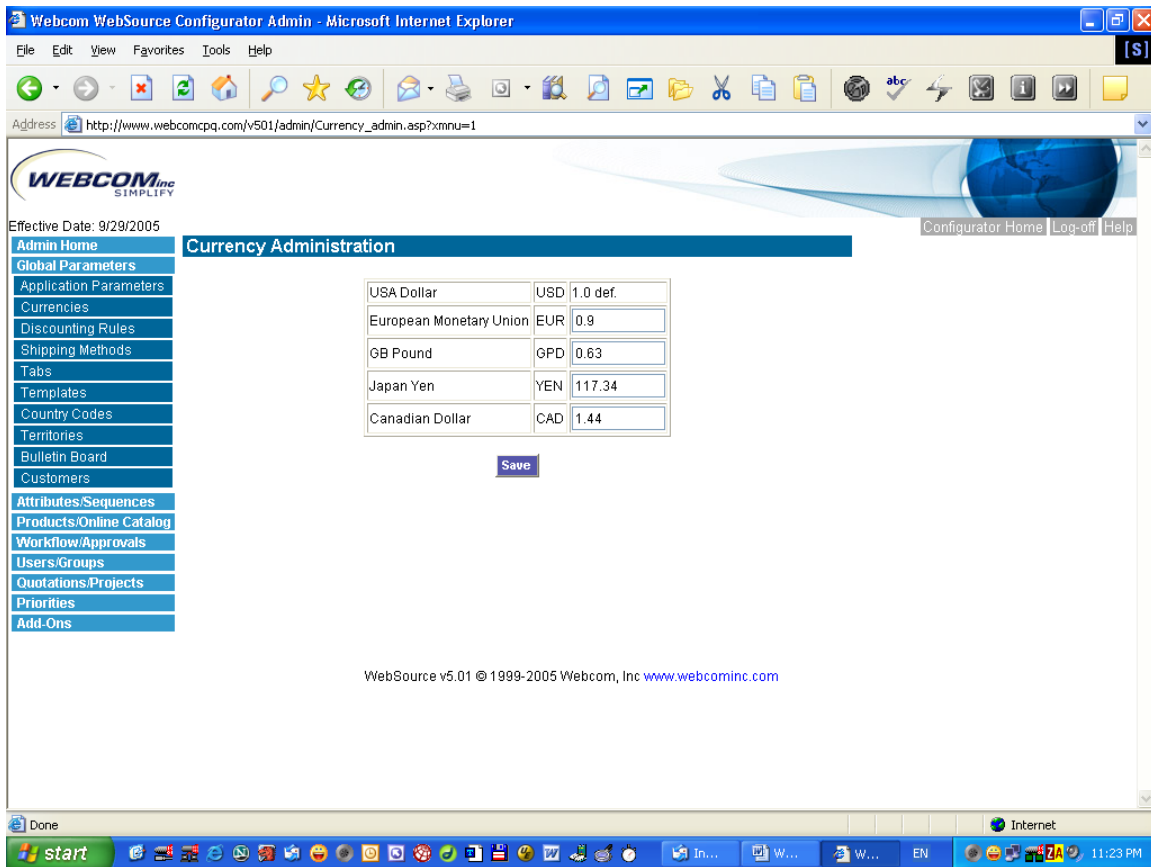 Webcom WebSource Configurator Admin - Microsoft Internet Explorer
File Edit View Favorites Tools Help
[S]
abc
Address http://www.webcomcpq.com/v501/admin/Currency_admin.asp?xmnu=1
WEBCOM inc
SIMPLIFY
Effective Date: 9/29/2005
Configurator Home Log-off Help
Admin Home
Currency Administration
Global Parameters
Application Parameters
Currencies
Discounting Rules
Shipping Methods
Tabs
Templates
Country Codes
Territories
Bulletin Board
Customers
Attributes/Sequences
Products/Online Catalog
Workflow/Approvals
Users/Groups
Quotations/Projects
Priorities
Add-Ons
USA Dollar USD 1.0 def.
European Monetary Union EUR 0.9
GB Pound GPD 0.63
Japan Yen YEN 117.34
Canadian Dollar CAD 1.44
Save
WebSource v5.01 © 1999-2005 Webcom, Inc www.webcominc.com
Done Internet
start In... W... W... EN ZA 11:23 PM